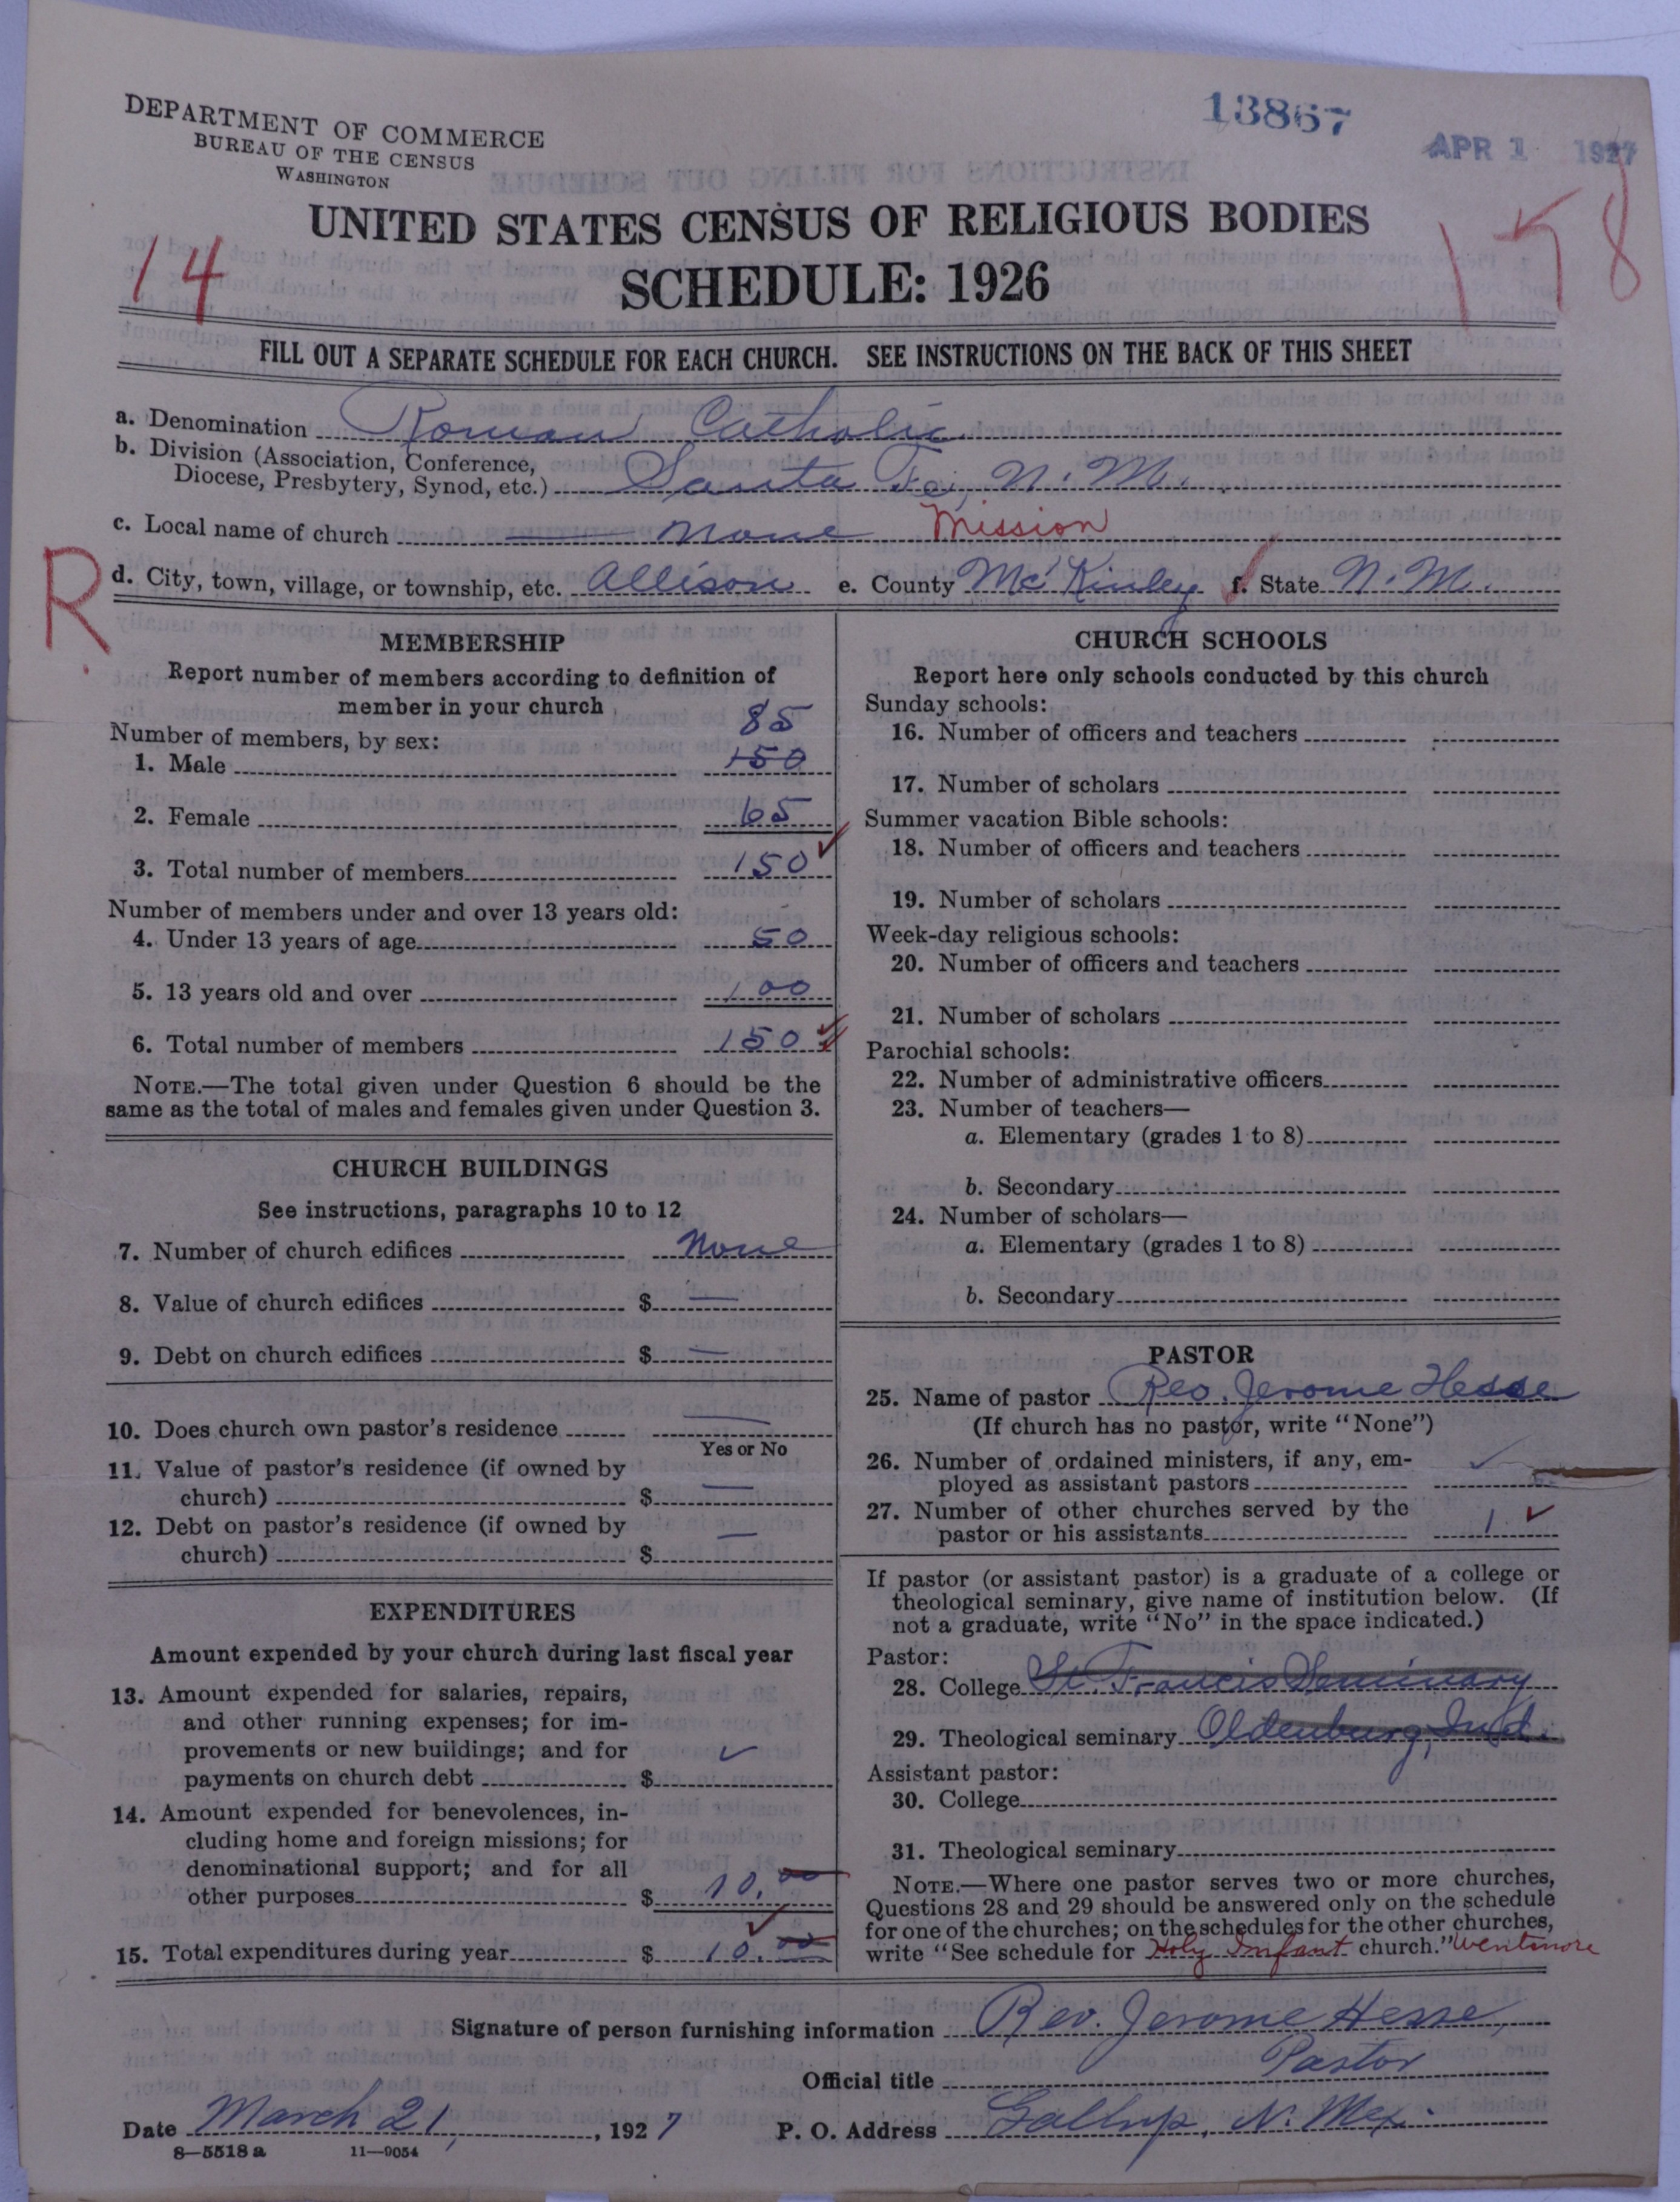 13867
APR 1 1927
DEPARTMENT OF COMMERCE
BUREAU OF THE CENSUS
WASHINGTON
UNITED STATES CENSUS OF RELIGIOUS BODIES
SCHEDULE: 1926
14
158
FILL OUT A SEPARATE SCHEDULE FOR EACH CHURCH. SEE INSTRUCTIONS ON THE BACK OF THIS SHEET
a. Denomination Roman Catholic
b. Division (Association, Conference,
Diocese, Presbytery, Synod, etc.) Santa Fe, N. M.
c. Local name of church None Mission
R
d. City, town, village, or township, etc. Allison e. County McKinley f. State N. M.
MEMBERSHIP
Report number of members according to definition of
member in your church
85
Number of members, by sex:
1. Male 150
2. Female 65
3. Total number of members 150
Number of members under and over 13 years old:
4. Under 13 years of age 50
5. 13 years old and over 100
6. Total number of members 150
NOTE.—The total given under Question 6 should be the
same as the total of males and females given under Question 3.
CHURCH BUILDINGS
See instructions, paragraphs 10 to 12
7. Number of church edifices None
8. Value of church edifices $ —
9. Debt on church edifices $ —
10. Does church own pastor's residence —
Yes or No
11. Value of pastor's residence (if owned by
church) $ —
12. Debt on pastor's residence (if owned by
church) $ —
EXPENDITURES
Amount expended by your church during last fiscal year
13. Amount expended for salaries, repairs,
and other running expenses; for im-
provements or new buildings; and for
payments on church debt $
14. Amount expended for benevolences, in-
cluding home and foreign missions; for
denominational support; and for all
other purposes $ 10.00
15. Total expenditures during year $ 10.00
CHURCH SCHOOLS
Report here only schools conducted by this church
Sunday schools:
16. Number of officers and teachers
17. Number of scholars
Summer vacation Bible schools:
18. Number of officers and teachers
19. Number of scholars
Week-day religious schools:
20. Number of officers and teachers
21. Number of scholars
Parochial schools:
22. Number of administrative officers
23. Number of teachers—
a. Elementary (grades 1 to 8)
b. Secondary
24. Number of scholars—
a. Elementary (grades 1 to 8)
b. Secondary
PASTOR
25. Name of pastor Rev. Jerome Hesse
(If church has no pastor, write "None")
26. Number of ordained ministers, if any, em-
ployed as assistant pastors
27. Number of other churches served by the
pastor or his assistants 1
If pastor (or assistant pastor) is a graduate of a college or
theological seminary, give name of institution below. (If
not a graduate, write "No" in the space indicated.)
Pastor:
28. College St. Francis Seminary
29. Theological seminary Oldenburg, Ind.
Assistant pastor:
30. College
31. Theological seminary
NOTE.—Where one pastor serves two or more churches,
Questions 28 and 29 should be answered only on the schedule
for one of the churches; on the schedules for the other churches,
write "See schedule for Holy Infant church." Wentmore
Signature of person furnishing information Rev. Jerome Hesse,
Official title Pastor
Date March 21, 1927 P. O. Address Gallup, N. Mex.
8—5518 a 11—9054